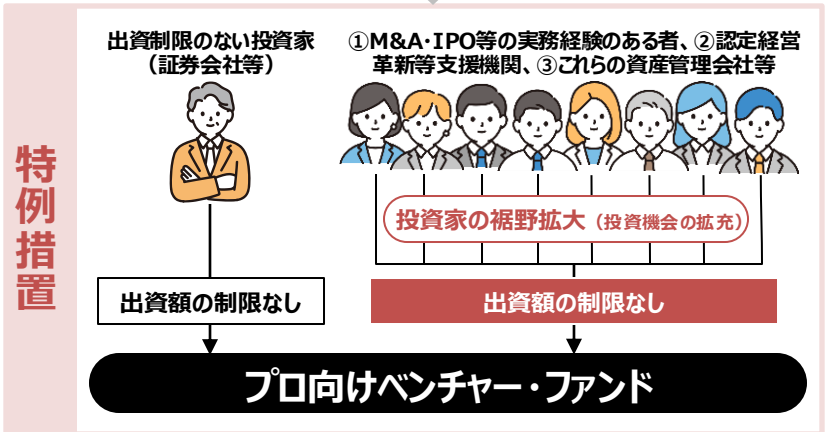 特例措置
出資制限のない投資家
（証券会社等）
①M&A・IPO等の実務経験のある者、②認定経営
革新等支援機関、③これらの資産管理会社等
投資家の裾野拡大（投資機会の拡充）
出資額の制限なし
出資額の制限なし
プロ向けベンチャー・ファンド